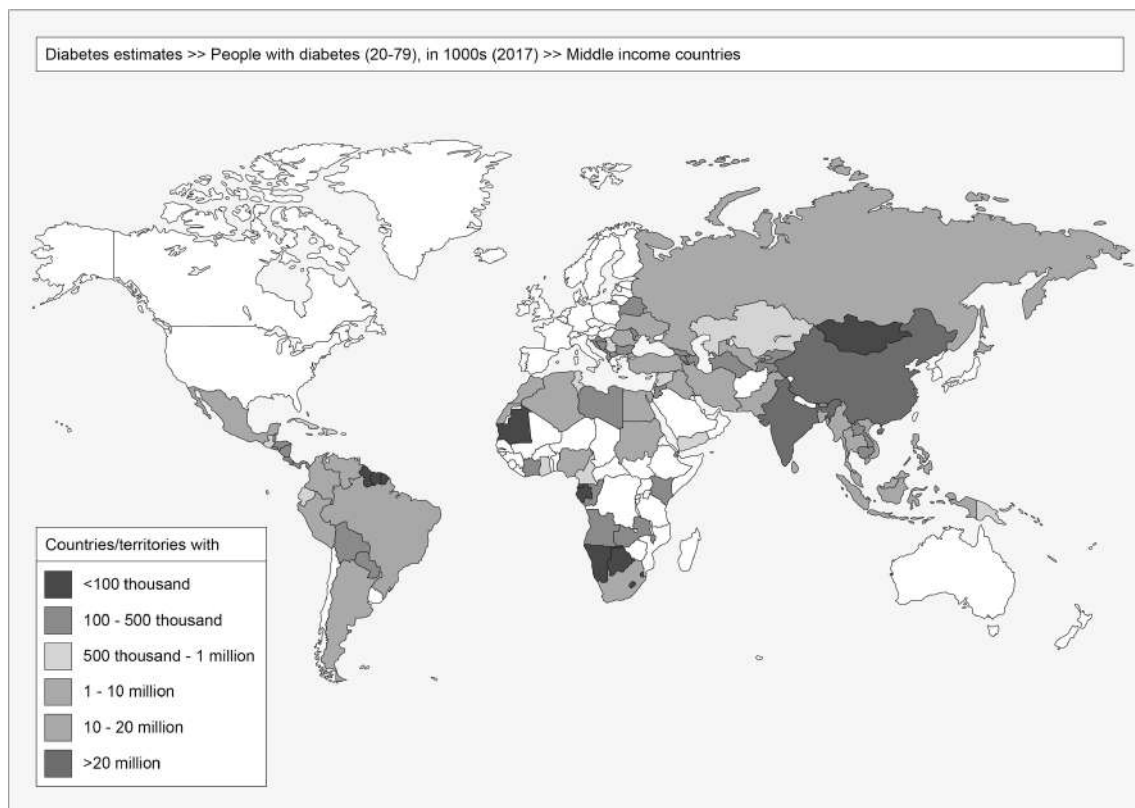 Diabetes estimates >> People with diabetes (20-79), in 1000s (2017) >> Middle income countries
Countries/territories with
<100 thousand
100 - 500 thousand
500 thousand - 1 million
1 - 10 million
10 - 20 million
>20 million